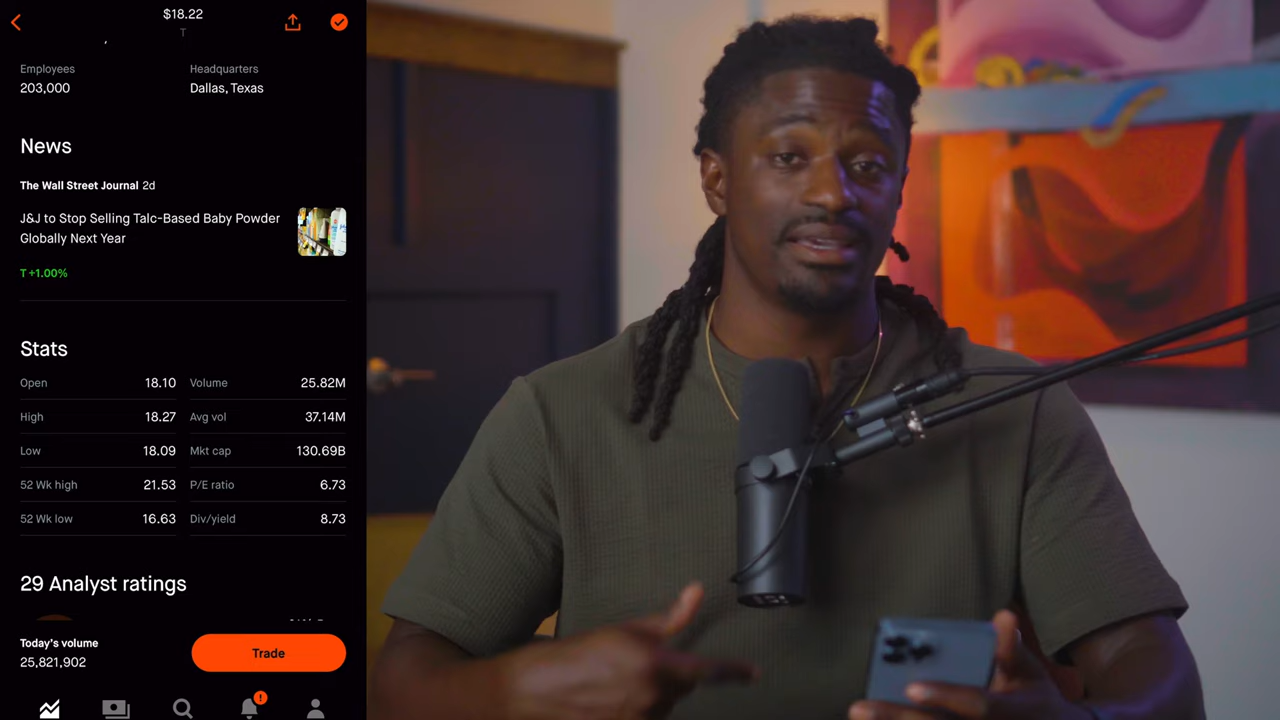 $18.22
T
Employees
Headquarters
203,000
Dallas, Texas
News
The Wall Street Journal 2d
J&J to Stop Selling Talc-Based Baby Powder
Globally Next Year
T +1.00%
Stats
Open 18.10 Volume 25.82M
High 18.27 Avg vol 37.14M
Low 18.09 Mkt cap 130.69B
52 Wk high 21.53 P/E ratio 6.73
52 Wk low 16.63 Div/yield 8.73
29 Analyst ratings
Today's volume
25,821,902
Trade